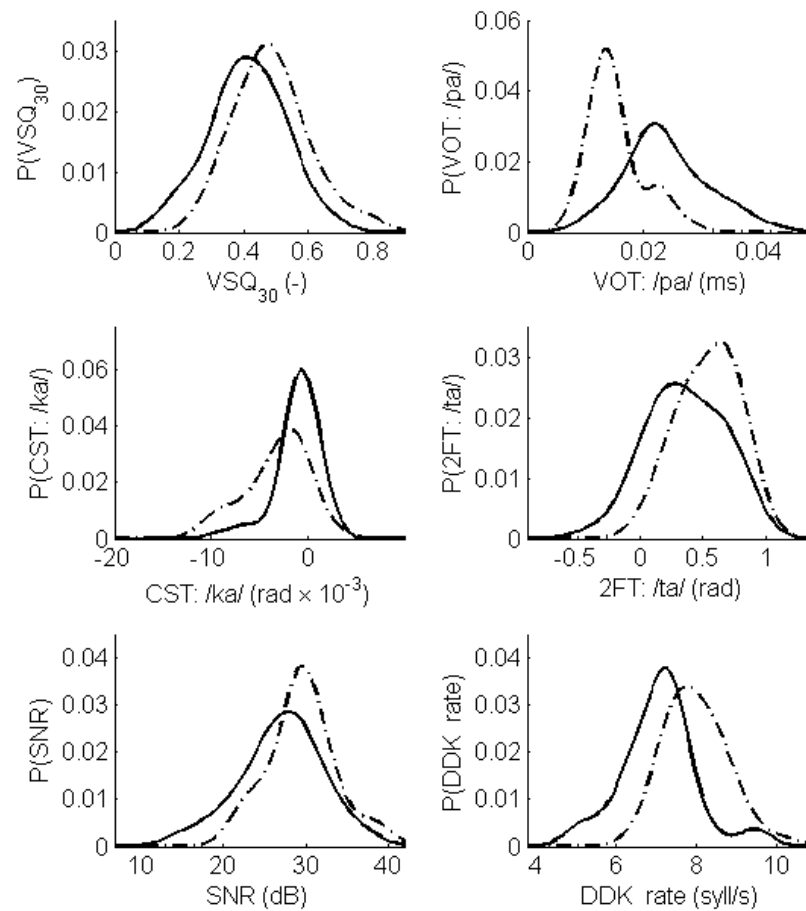 P(VSQ30)
0.03
0.02
0.01
0
0 0.2 0.4 0.6 0.8
VSQ30 (-)
P(VOT: /pa/)
0.06
0.04
0.02
0
0 0.02 0.04
VOT: /pa/ (ms)
P(CST: /ka/)
0.06
0.04
0.02
0
-20 -10 0
CST: /ka/ (rad × 10-3)
P(2FT: /ta/)
0.03
0.02
0.01
0
-0.5 0 0.5 1
2FT: /ta/ (rad)
P(SNR)
0.04
0.03
0.02
0.01
0
10 20 30 40
SNR (dB)
P(DDK rate)
0.04
0.03
0.02
0.01
0
4 6 8 10
DDK rate (syll/s)